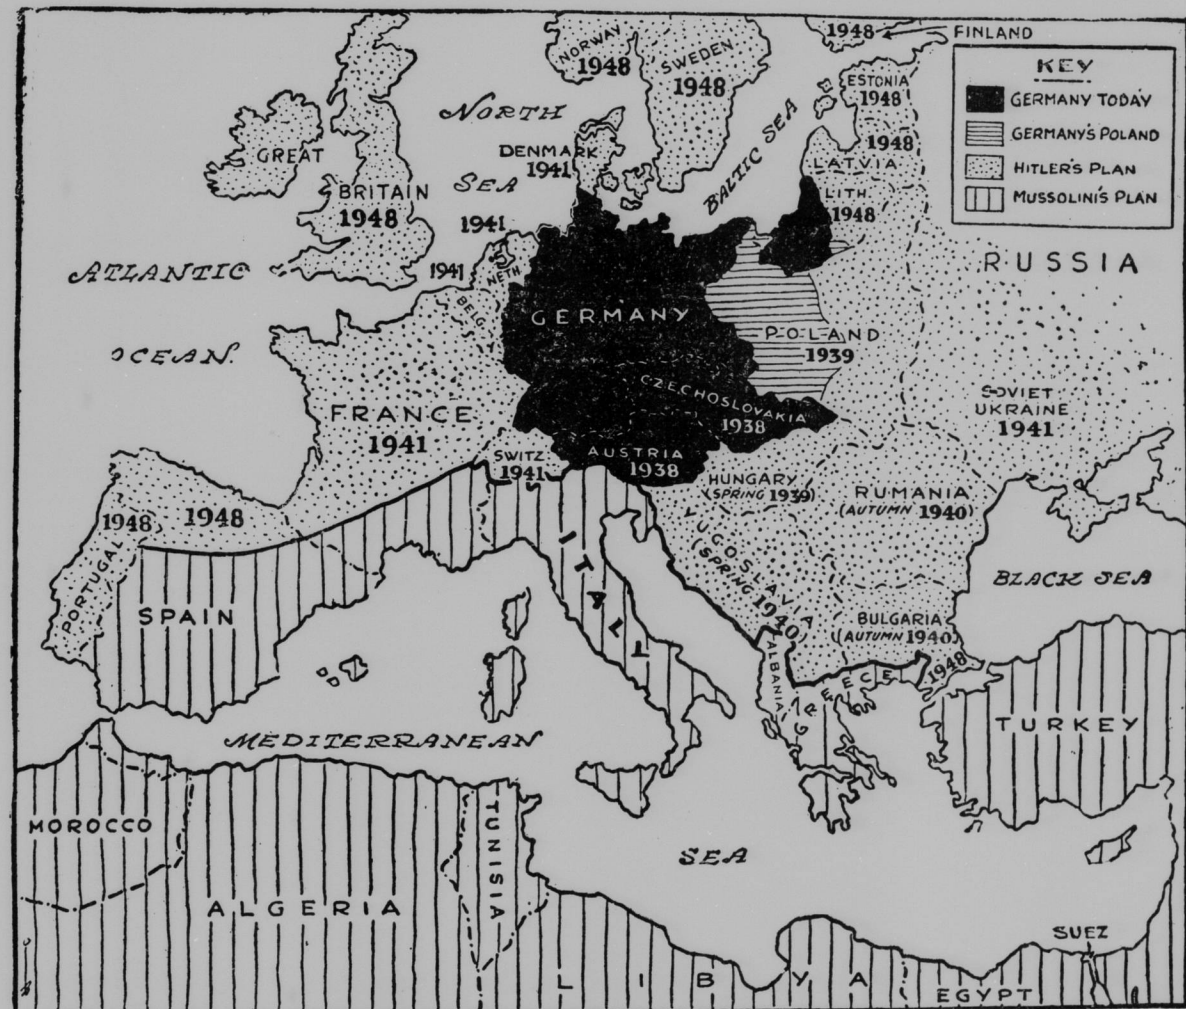 NORWAY
1948
SWEDEN
1948
1948
FINLAND
KEY
GERMANY TODAY
GERMANY'S POLAND
HITLER'S PLAN
MUSSOLINI'S PLAN
ESTONIA
1948
1948
LATVIA
LITH.
1948
NORTH
SEA
DENMARK
1941
BALTIC SEA
GREAT
BRITAIN
1948
1941
NETH.
1941
BELG.
ATLANTIC
OCEAN
RUSSIA
GERMANY
POLAND
1939
CZECHOSLOVAKIA
1938
SOVIET
UKRAINE
1941
FRANCE
1941
SWITZ
1941
AUSTRIA
1938
HUNGARY
(SPRING 1939)
RUMANIA
(AUTUMN 1940)
1948
1948
PORTUGAL
SPAIN
ITALY
YUGOSLAVIA
(SPRING 1940)
BLACK SEA
BULGARIA
(AUTUMN 1940)
1948
ALBANIA
GREECE
TURKEY
MEDITERRANEAN
SEA
MOROCCO
ALGERIA
TUNISIA
LIBYA
EGYPT
SUEZ